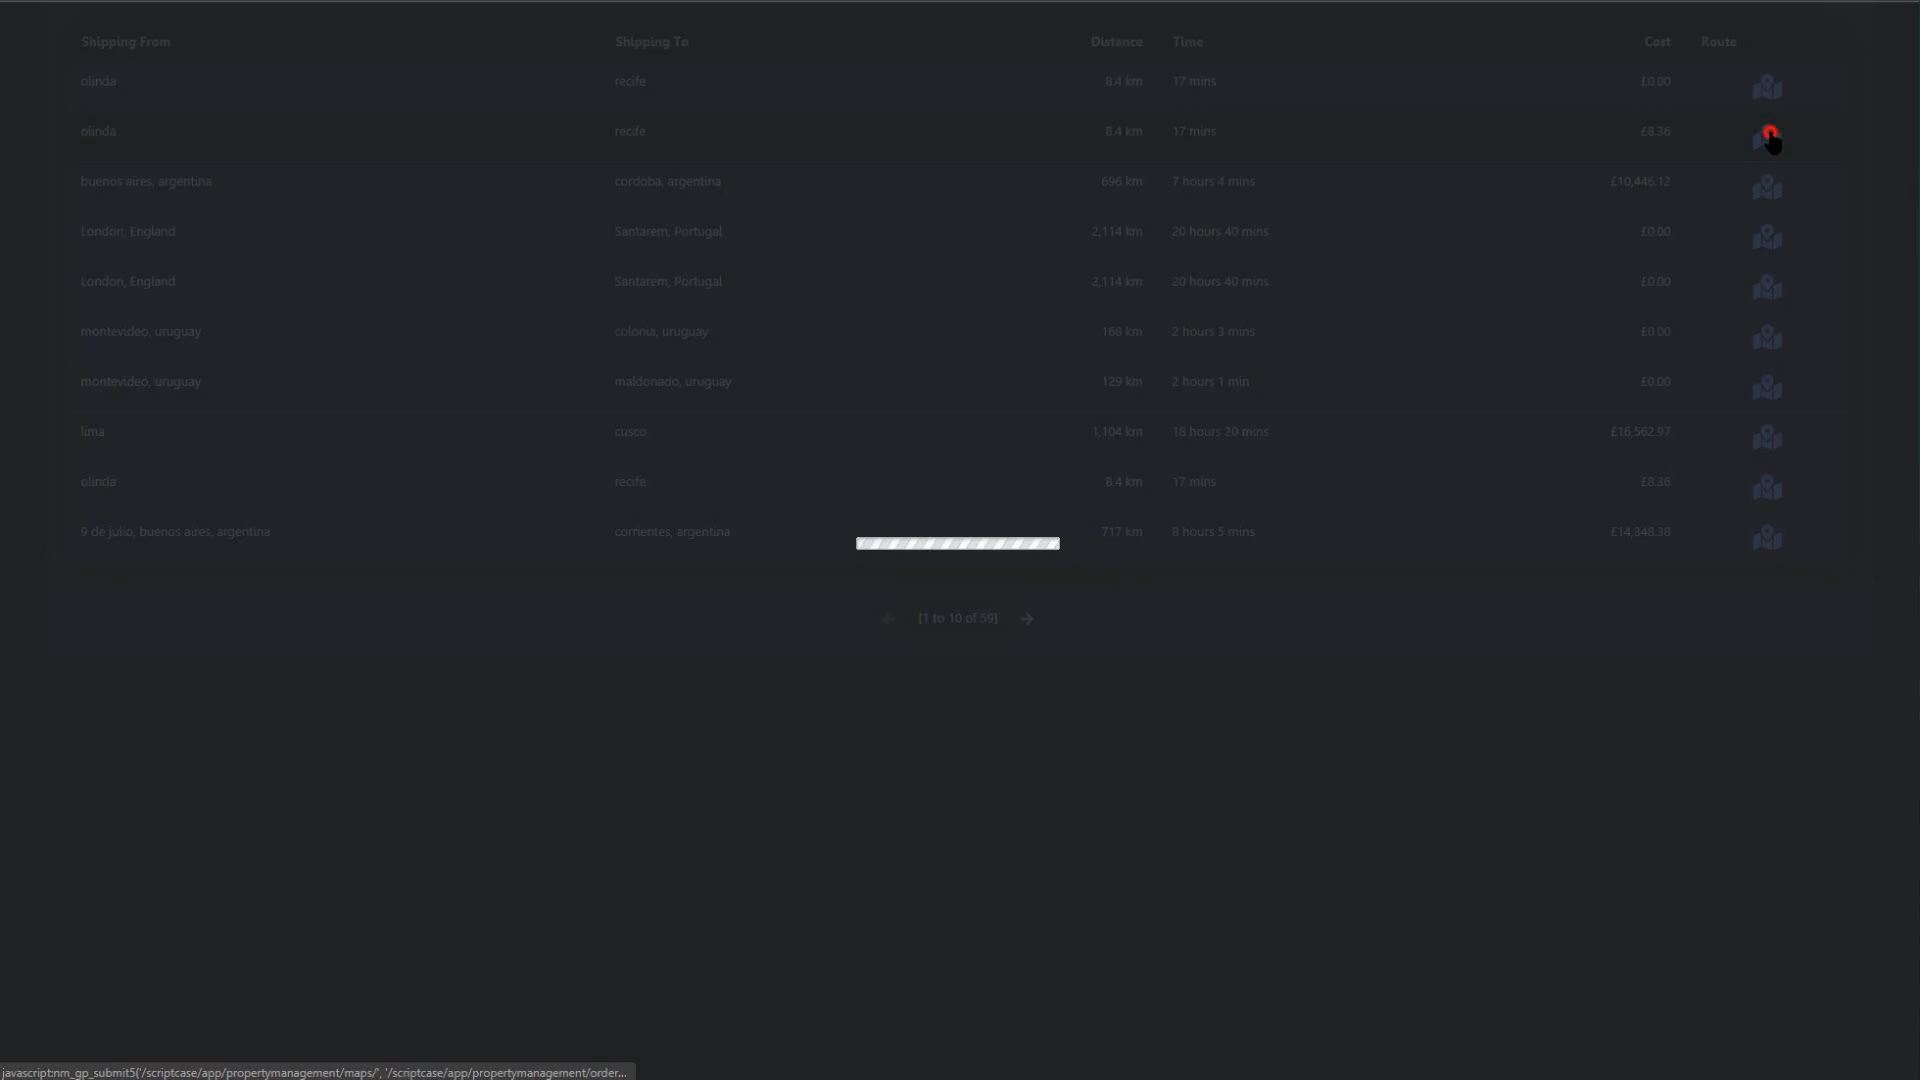 Shipping From Shipping To Distance Time Cost Route
olinda recife 8.4 km 17 mins £0.00
olinda recife 8.4 km 17 mins £8.36
buenos aires, argentina cordoba, argentina 696 km 7 hours 4 mins £10,446.12
London, England Santarem, Portugal 2,114 km 20 hours 40 mins £0.00
London, England Santarem, Portugal 2,114 km 20 hours 40 mins £0.00
montevideo, uruguay colonia, uruguay 168 km 2 hours 3 mins £0.00
montevideo, uruguay maldonado, uruguay 129 km 2 hours 1 min £0.00
lima cusco 1,104 km 18 hours 20 mins £16,562.97
olinda recife 8.4 km 17 mins £8.36
9 de julio, buenos aires, argentina corrientes, argentina 717 km 8 hours 5 mins £14,348.38
[1 to 10 of 59]
javascript:nm_gp_submit5('/scriptcase/app/propertymanagement/maps/', '/scriptcase/app/propertymanagement/order...